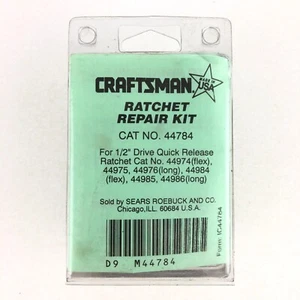 CRAFTSMAN
MADE IN USA
RATCHET
REPAIR KIT
CAT NO. 44784
For 1/2" Drive Quick Release
Ratchet Cat No. 44974(flex),
44975, 44976(long), 44984
(flex), 44985, 44986(long)
Sold by SEARS ROEBUCK AND CO.
Chicago,ILL. 60684 U.S.A.
D9 M44784
Form 1C44784